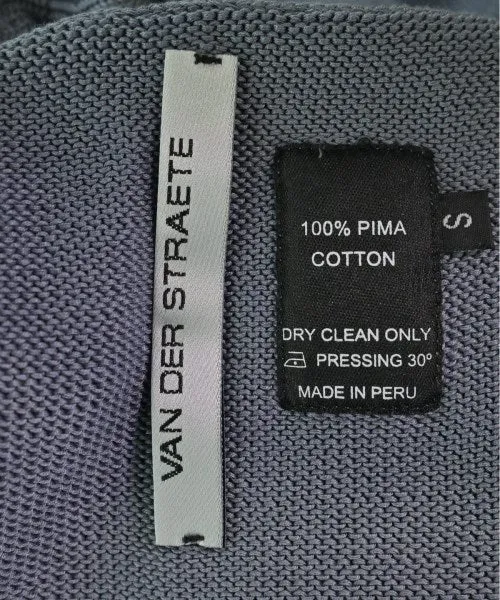 VAN DER STRAETE
100% PIMA
COTTON
DRY CLEAN ONLY
PRESSING 30°
MADE IN PERU
S